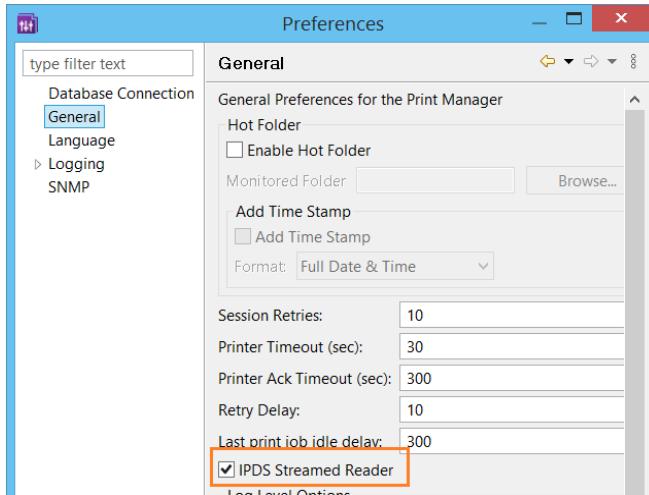 Preferences
type filter text
General
Database Connection
General
Language
Logging
SNMP
General Preferences for the Print Manager
Hot Folder
Enable Hot Folder
Monitored Folder
Browse...
Add Time Stamp
Add Time Stamp
Format: Full Date & Time
Session Retries: 10
Printer Timeout (sec): 30
Printer Ack Timeout (sec): 300
Retry Delay: 10
Last print job idle delay: 300
IPDS Streamed Reader
Log Level Options